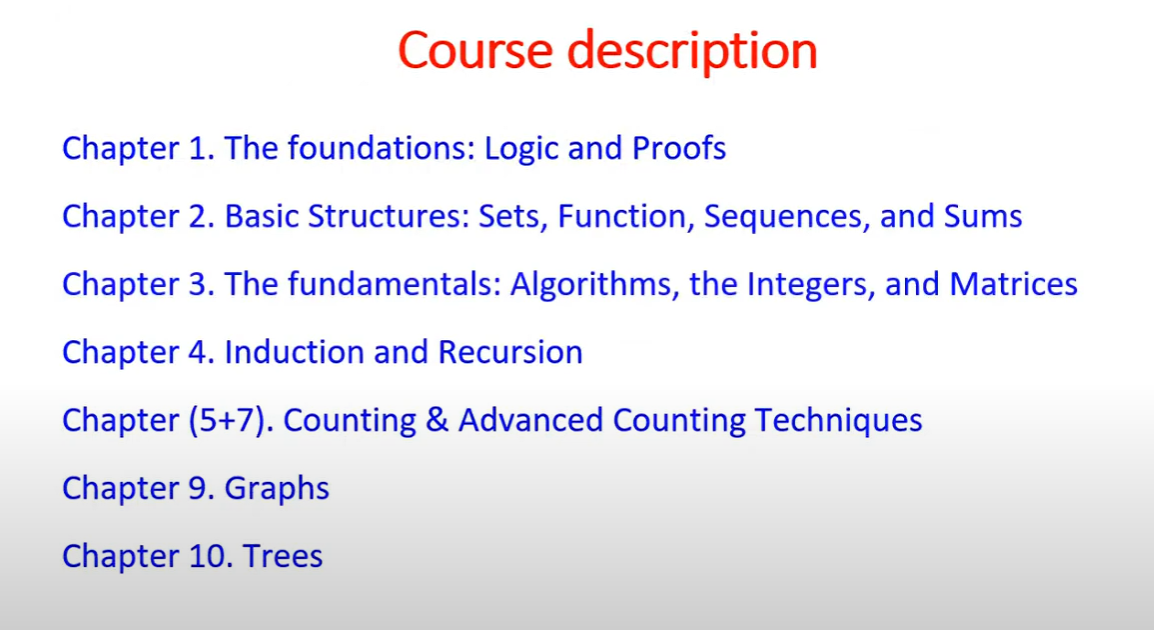 Course description
Chapter 1. The foundations: Logic and Proofs
Chapter 2. Basic Structures: Sets, Function, Sequences, and Sums
Chapter 3. The fundamentals: Algorithms, the Integers, and Matrices
Chapter 4. Induction and Recursion
Chapter (5+7). Counting & Advanced Counting Techniques
Chapter 9. Graphs
Chapter 10. Trees